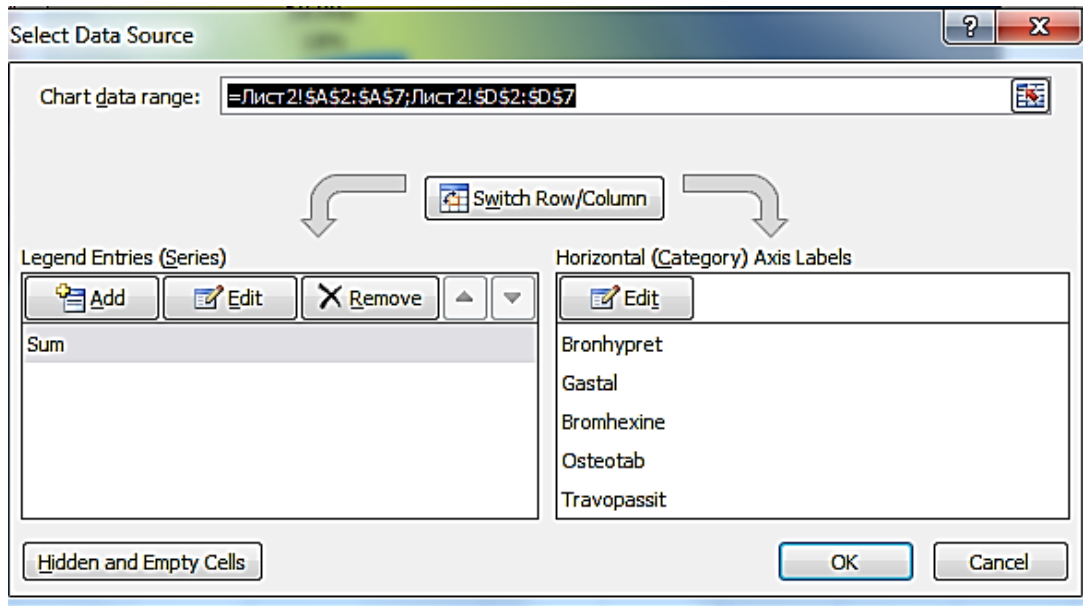 Select Data Source
Chart data range: =Лист2!$A$2:$A$7;Лист2!$D$2:$D$7
Switch Row/Column
Legend Entries (Series)
Add Edit Remove
Sum
Horizontal (Category) Axis Labels
Edit
Bronhypret
Gastal
Bromhexine
Osteotab
Travopassit
Hidden and Empty Cells
OK Cancel